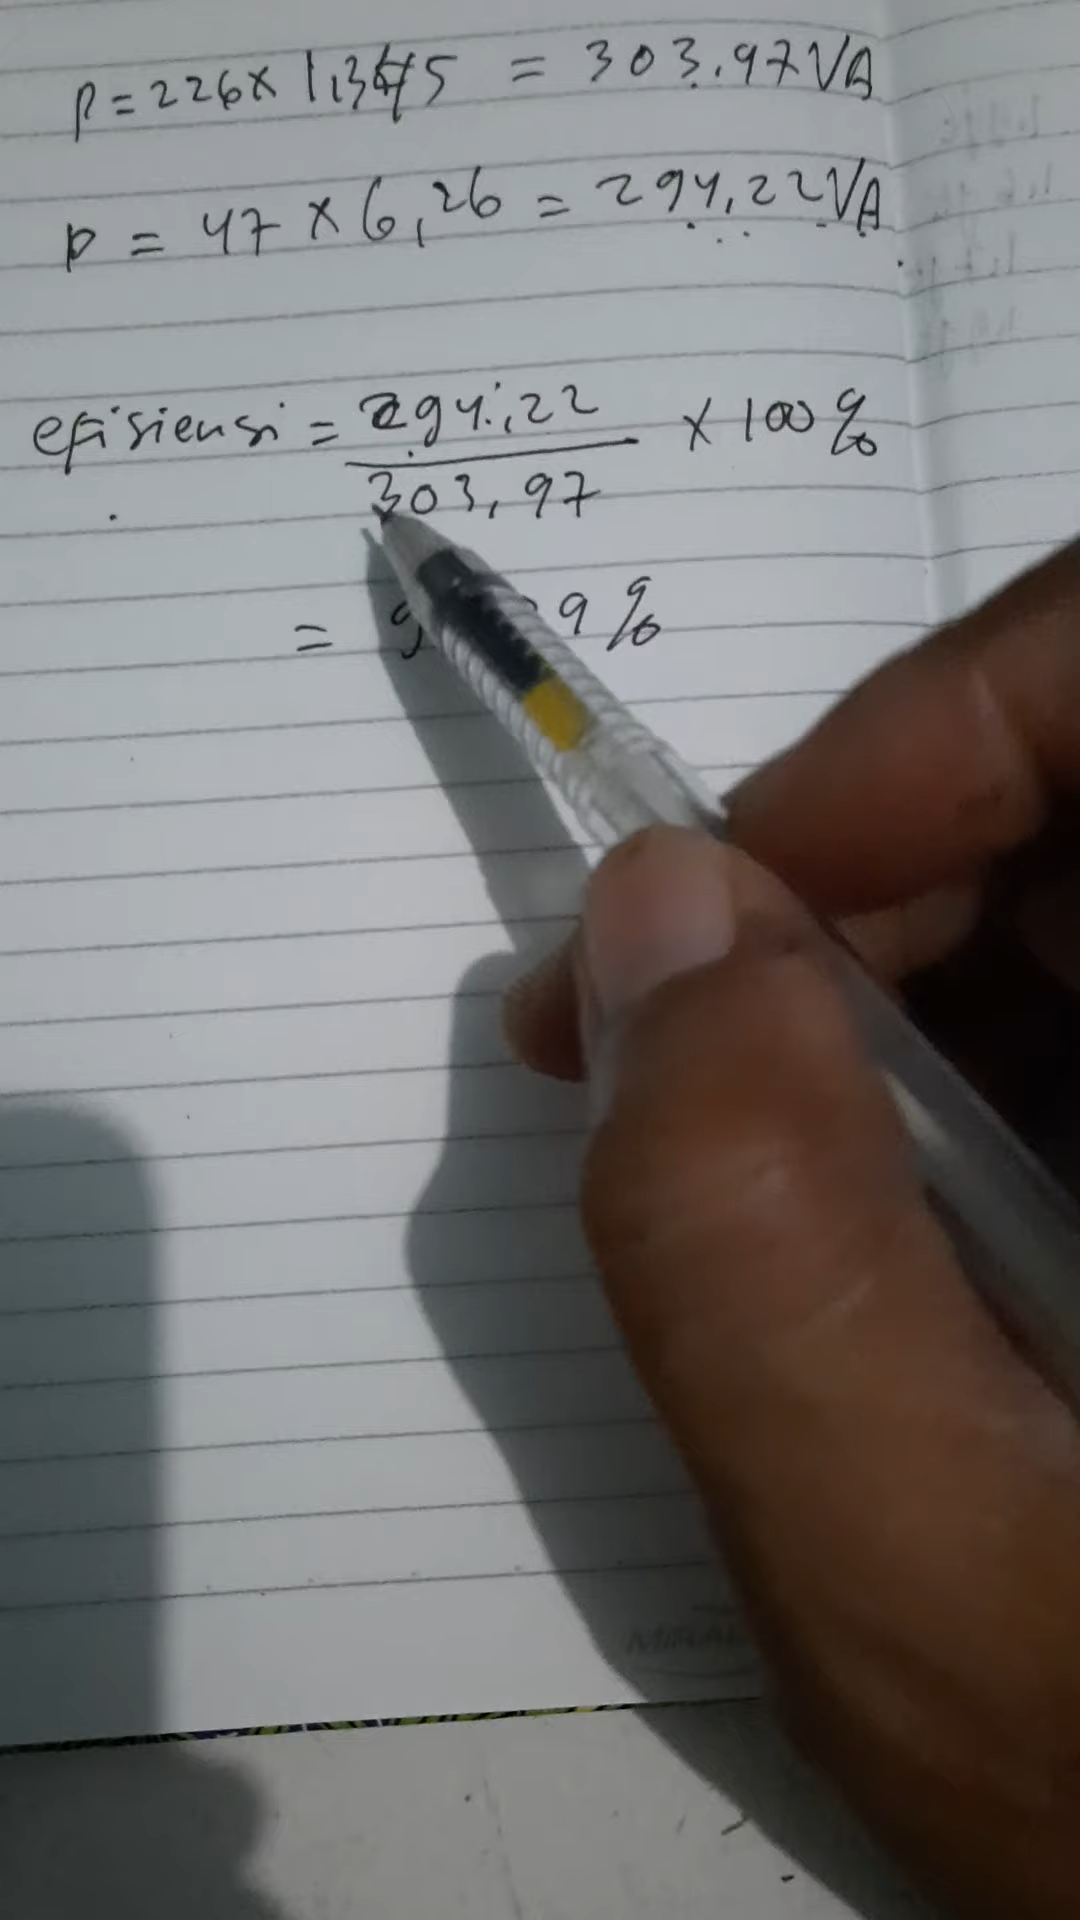 P = 226 x 1,345 = 303.97 VA
P = 47 x 6,26 = 294,22 VA
efisiensi = 294,22 / 303,97 x 100 %
= 9 9 %